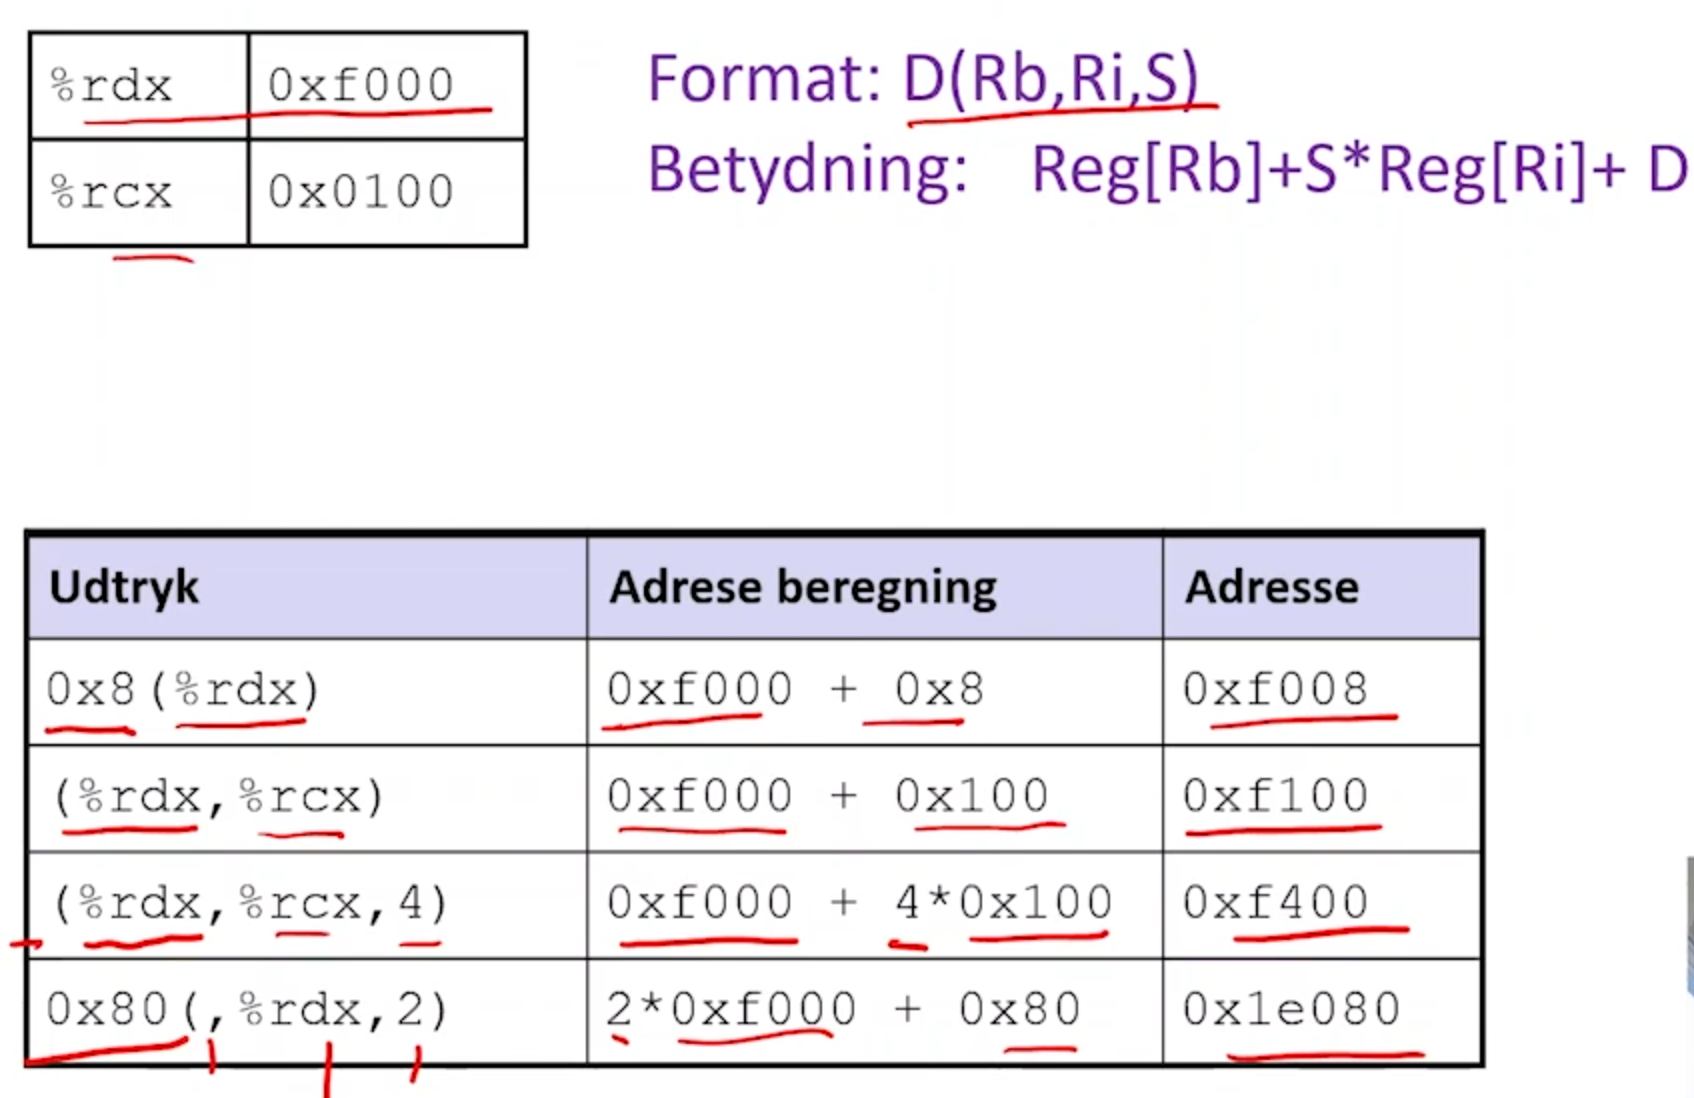 %rdx 0xf000
%rcx 0x0100
Format: D(Rb,Ri,S)
Betydning: Reg[Rb]+S*Reg[Ri]+ D
Udtryk Adrese beregning Adresse
0x8(%rdx) 0xf000 + 0x8 0xf008
(%rdx,%rcx) 0xf000 + 0x100 0xf100
(%rdx,%rcx,4) 0xf000 + 4*0x100 0xf400
0x80(,%rdx,2) 2*0xf000 + 0x80 0x1e080